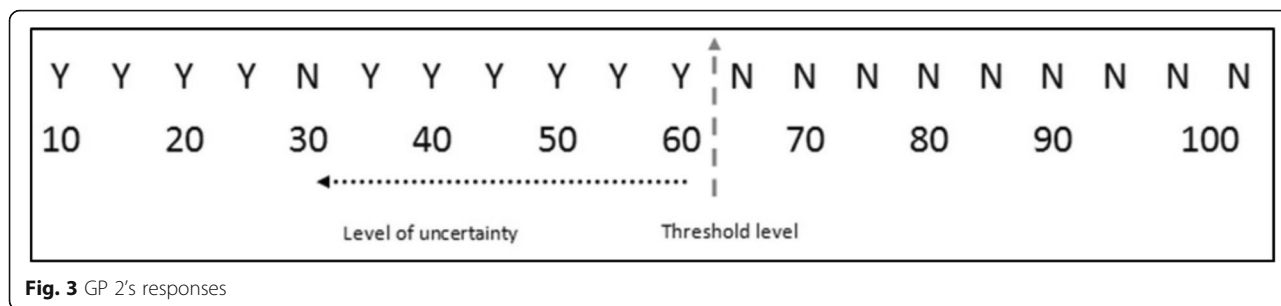 Y Y Y Y N Y Y Y Y Y Y N N N N N N N N N
10 20 30 40 50 60 70 80 90 100
Level of uncertainty Threshold level
Fig. 3 GP 2's responses